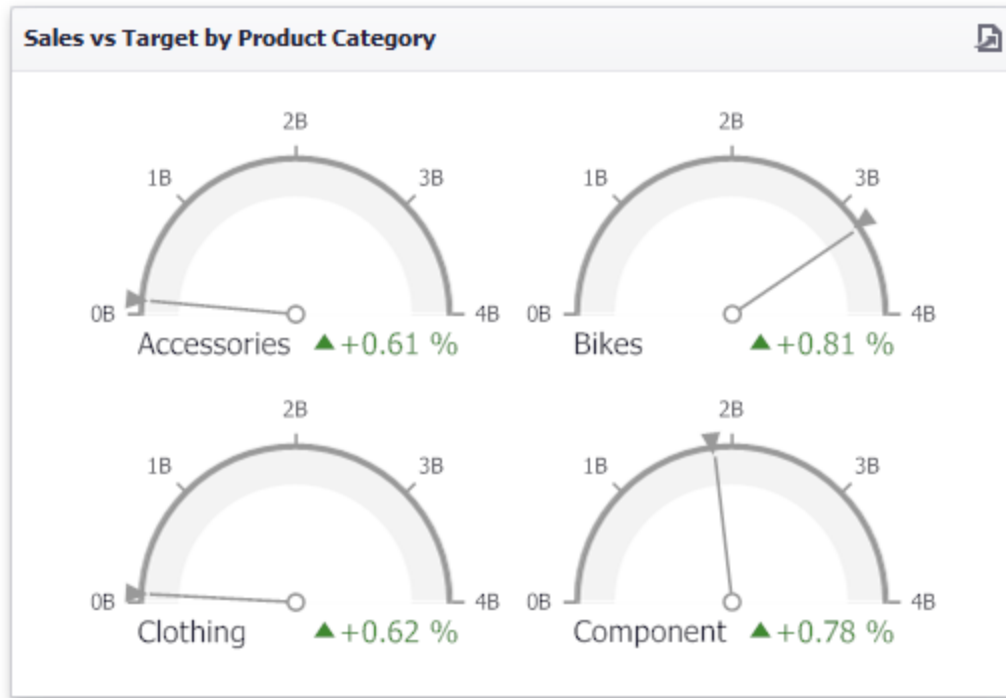 Sales vs Target by Product Category
2B 2B
1B 3B 1B 3B
0B 4B 0B 4B
Accessories ▲+0.61 % Bikes ▲+0.81 %
2B 2B
1B 3B 1B 3B
0B 4B 0B 4B
Clothing ▲+0.62 % Component ▲+0.78 %